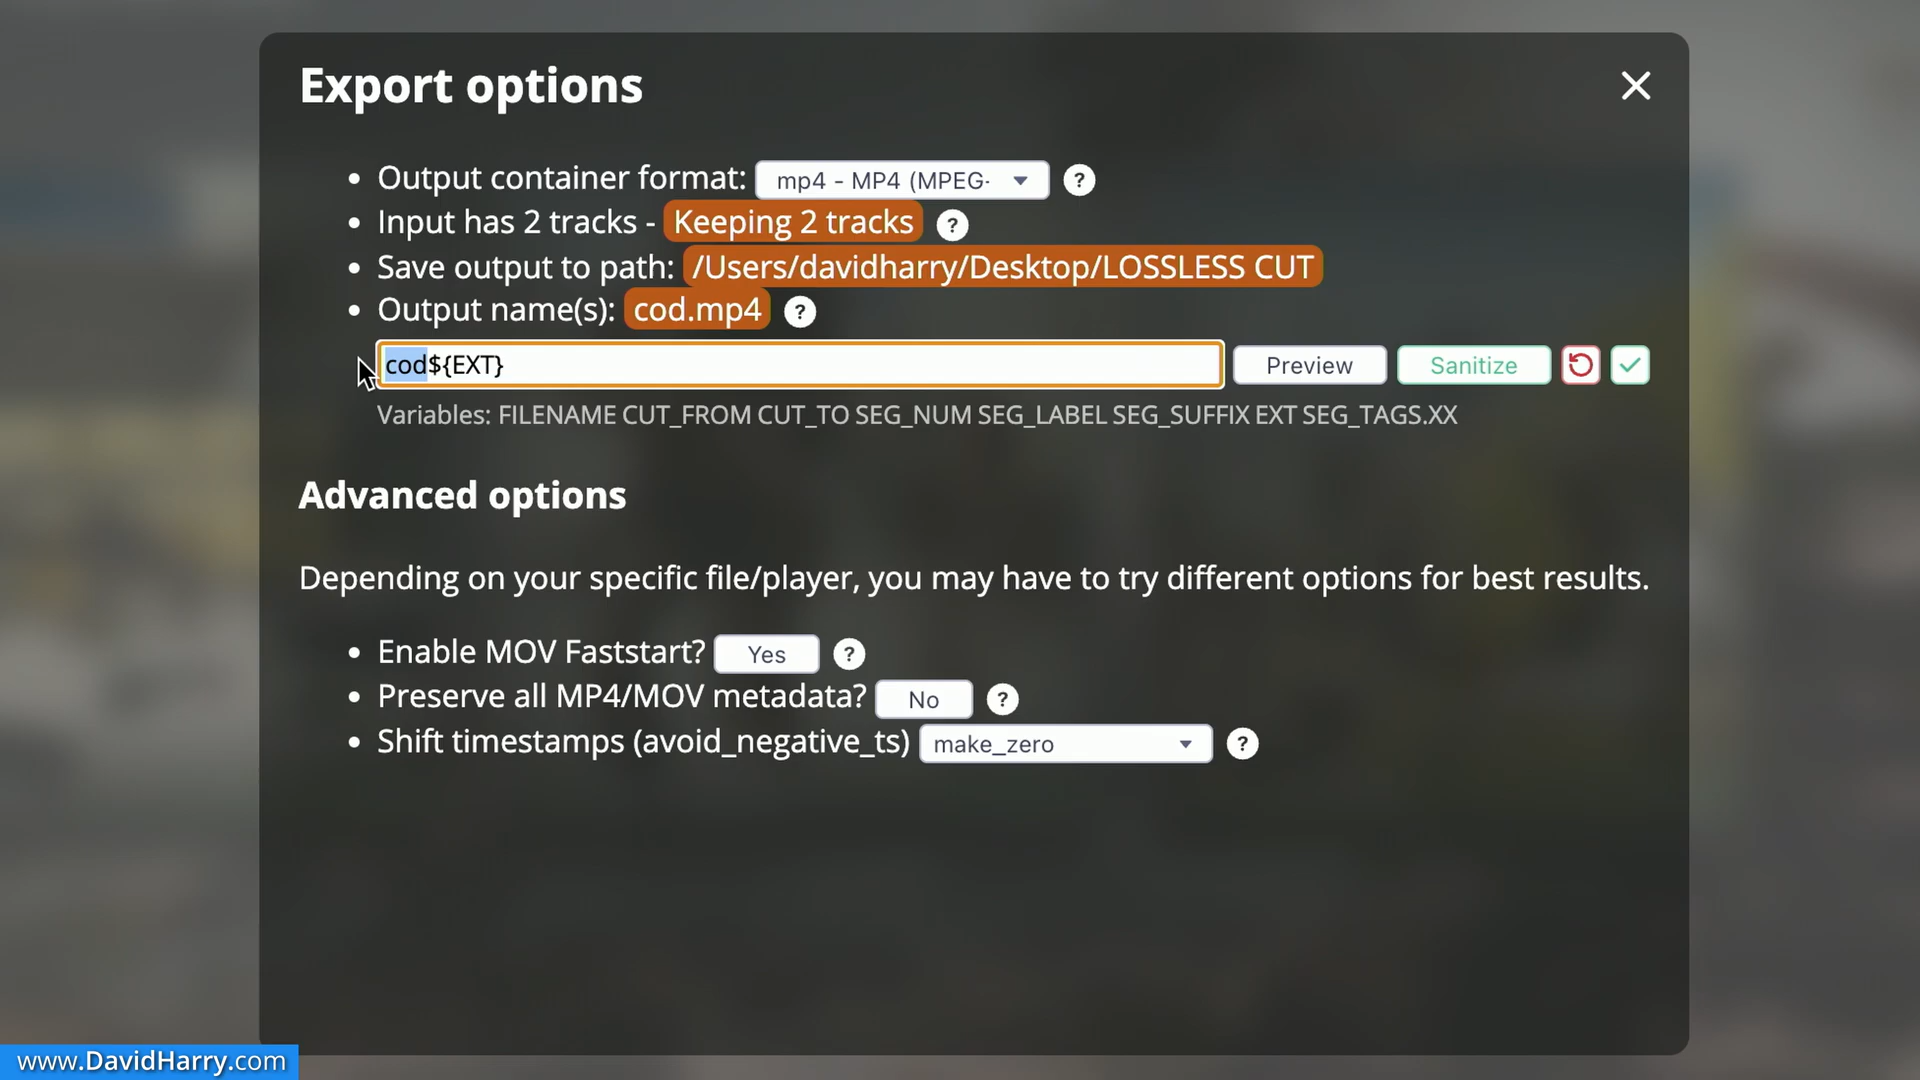 Export options
Output container format: mp4 - MP4 (MPEG- ?
Input has 2 tracks - Keeping 2 tracks ?
Save output to path: /Users/davidharry/Desktop/LOSSLESS CUT
Output name(s): cod.mp4 ?
cod${EXT} Preview Sanitize
Variables: FILENAME CUT_FROM CUT_TO SEG_NUM SEG_LABEL SEG_SUFFIX EXT SEG_TAGS.XX
Advanced options
Depending on your specific file/player, you may have to try different options for best results.
Enable MOV Faststart? Yes ?
Preserve all MP4/MOV metadata? No ?
Shift timestamps (avoid_negative_ts) make_zero ?
www.DavidHarry.com